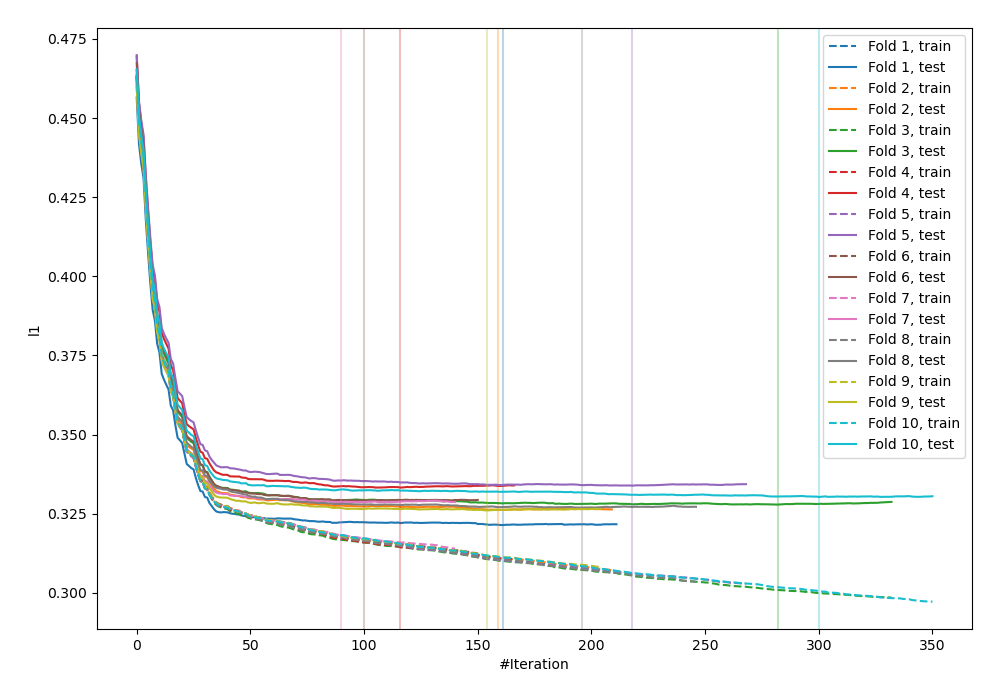 0.475
0.450
0.425
0.400
0.375
0.350
0.325
0.300
l1
0
50
100
150
200
250
300
350
#Iteration
Fold 1, train
Fold 1, test
Fold 2, train
Fold 2, test
Fold 3, train
Fold 3, test
Fold 4, train
Fold 4, test
Fold 5, train
Fold 5, test
Fold 6, train
Fold 6, test
Fold 7, train
Fold 7, test
Fold 8, train
Fold 8, test
Fold 9, train
Fold 9, test
Fold 10, train
Fold 10, test